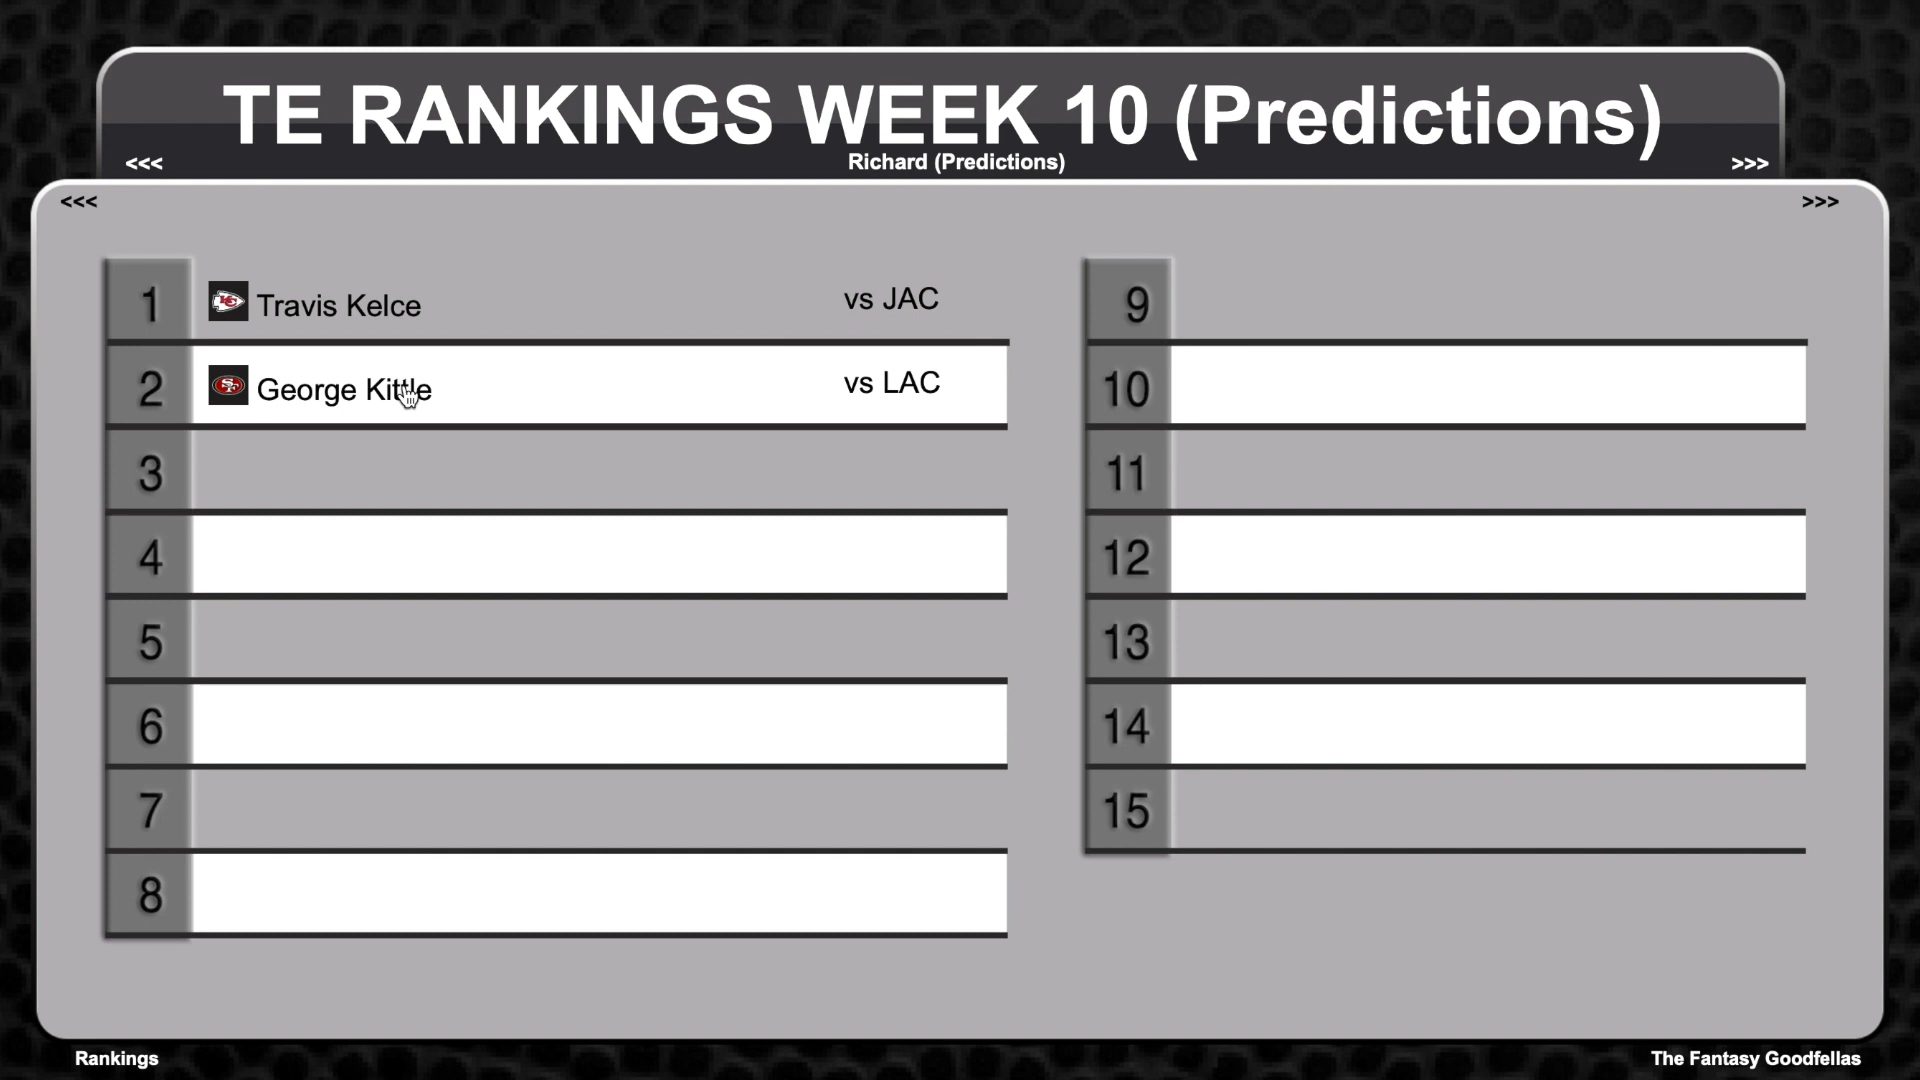 TE RANKINGS WEEK 10 (Predictions)
<<< Richard (Predictions) >>>
<<< >>>
1 Travis Kelce vs JAC
2 George Kittle vs LAC
3
4
5
6
7
8
9
10
11
12
13
14
15
Rankings
The Fantasy Goodfellas